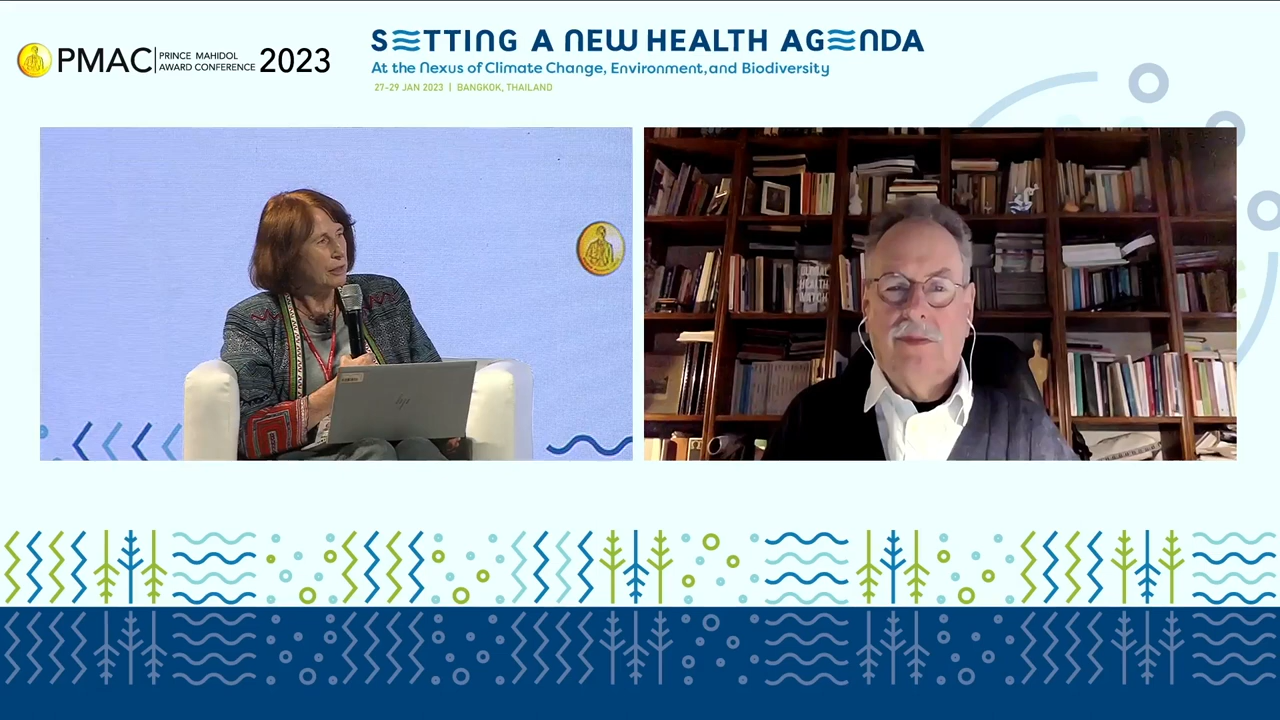 PMAC
PRINCE MAHIDOL
AWARD CONFERENCE
2023
SETTING A NEW HEALTH AGENDA
At the Nexus of Climate Change, Environment, and Biodiversity
27-29 JAN 2023 | BANGKOK, THAILAND
GLOBAL
HEALTH
WATCH
hp